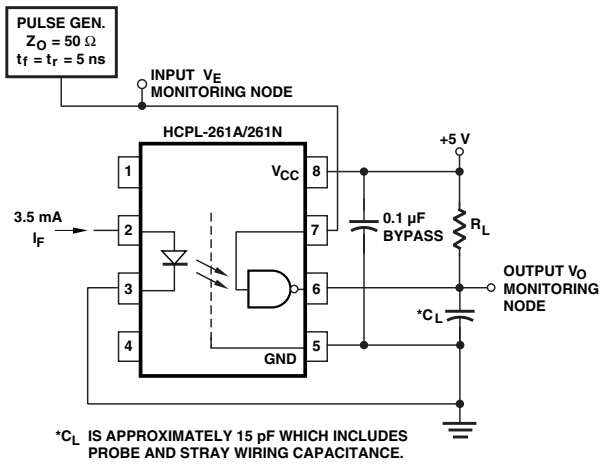 PULSE GEN.
Z_O = 50 Ω
t_f = t_r = 5 ns
INPUT V_E
MONITORING NODE
HCPL-261A/261N
+5 V
1
V_CC
8
3.5 mA
I_F
2
7
0.1 µF
BYPASS
R_L
3
6
OUTPUT V_O
MONITORING
NODE
*C_L
4
GND
5
*C_L IS APPROXIMATELY 15 pF WHICH INCLUDES
PROBE AND STRAY WIRING CAPACITANCE.